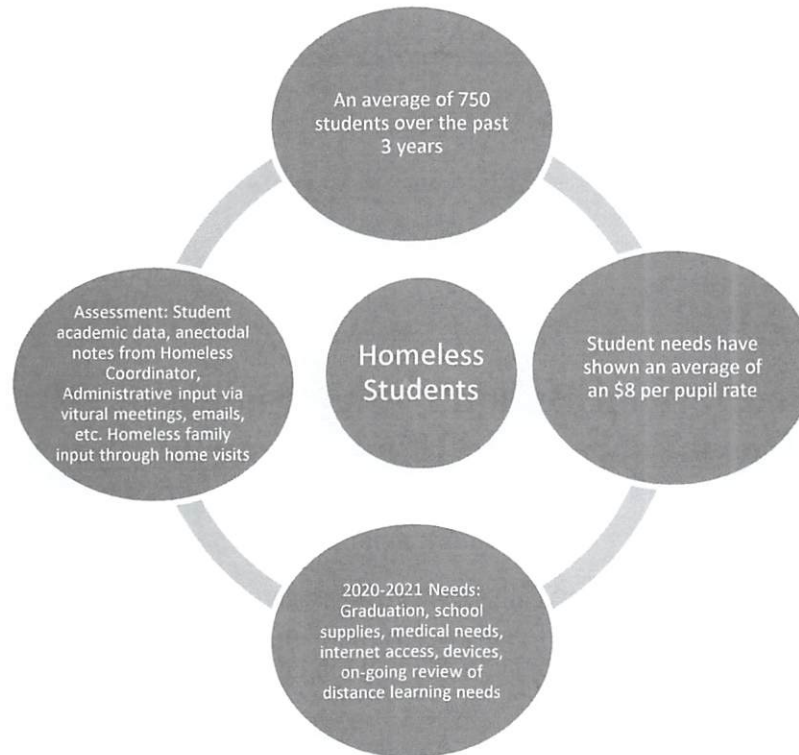 An average of 750
students over the past
3 years
Assessment: Student
academic data, anectodal
notes from Homeless
Coordinator,
Administrative input via
vitural meetings, emails,
etc. Homeless family
input through home visits
Homeless
Students
Student needs have
shown an average of
an $8 per pupil rate
2020-2021 Needs:
Graduation, school
supplies, medical needs,
internet access, devices,
on-going review of
distance learning needs